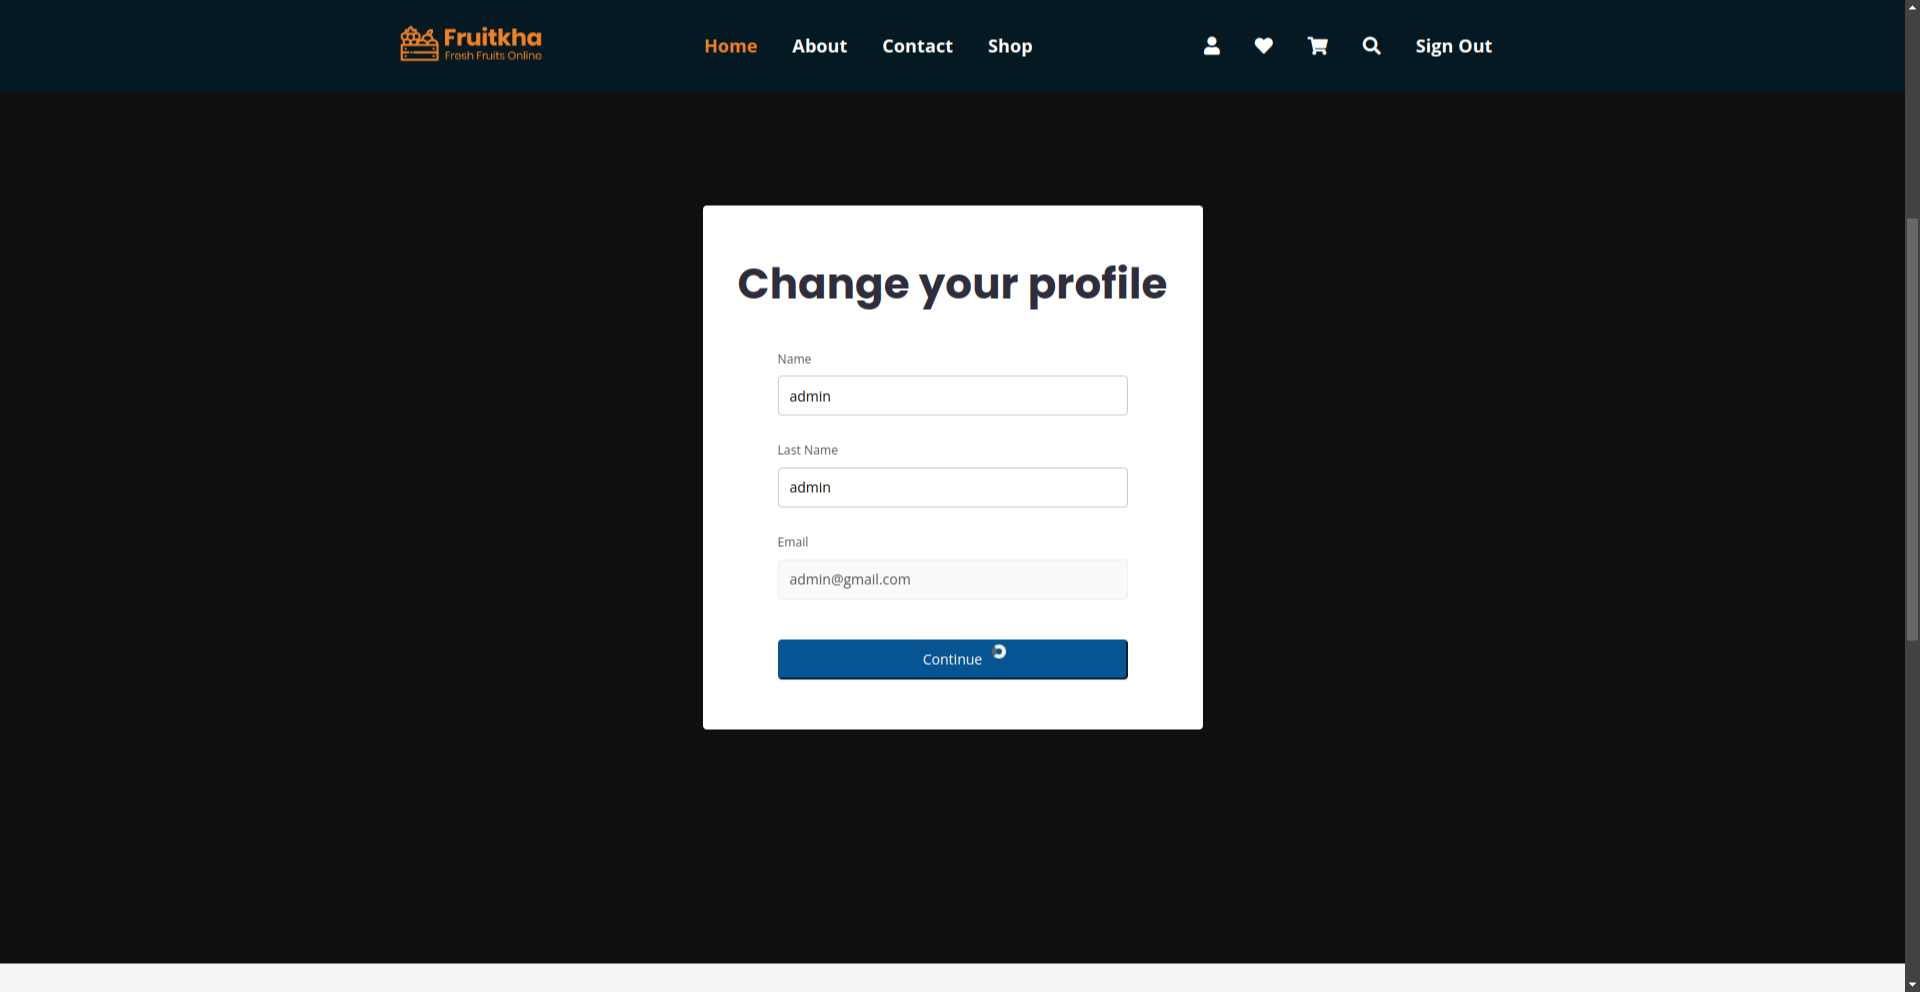 Fruitkha
Fresh Fruits Online
Home About Contact Shop Sign Out
Change your profile
Name
admin
Last Name
admin
Email
admin@gmail.com
Continue